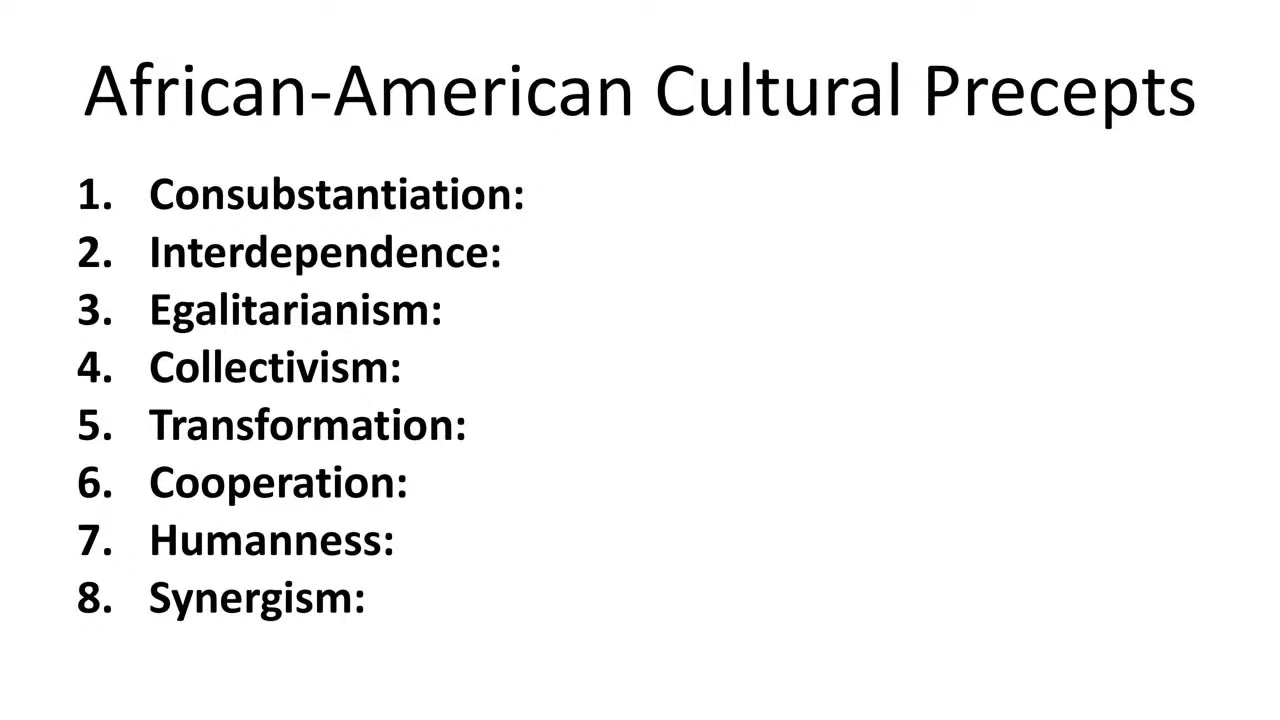 African-American Cultural Precepts
1. Consubstantiation:
2. Interdependence:
3. Egalitarianism:
4. Collectivism:
5. Transformation:
6. Cooperation:
7. Humanness:
8. Synergism: